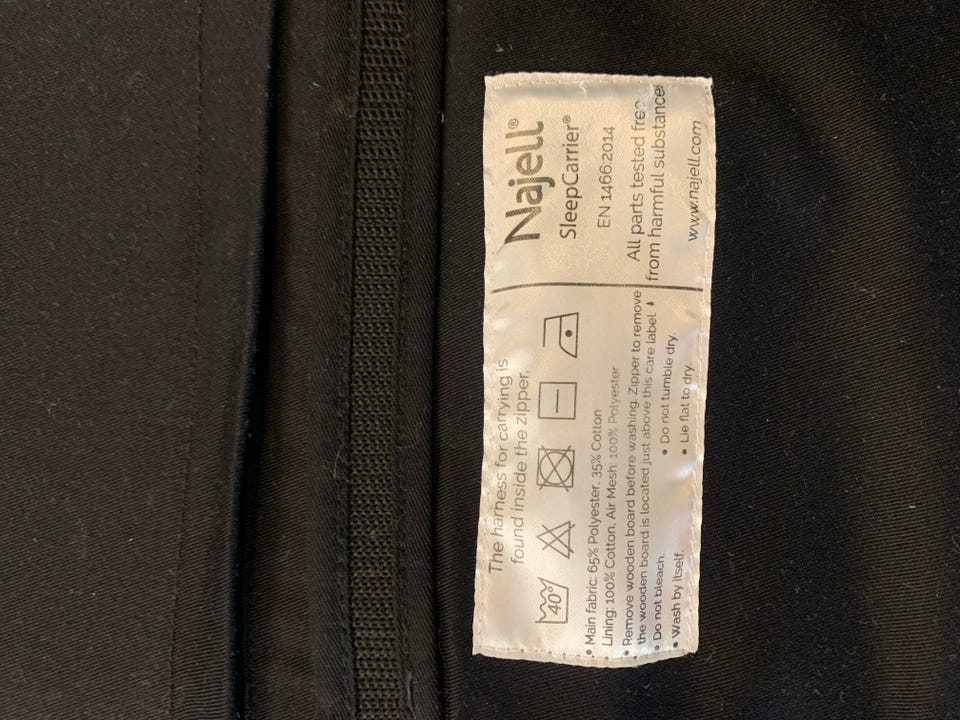 The harness for carrying is
found inside the zipper.
40°
• Main fabric: 65% Polyester, 35% Cotton
Lining: 100% Cotton, Air Mesh: 100% Polyester
• Remove wooden board before washing. Zipper to remove
the wooden board is located just above this care label.
• Do not bleach.
• Do not tumble dry.
• Wash by itself.
• Lie flat to dry.
Najell®
SleepCarrier®
EN 1466:2014
All parts tested free
from harmful substance
www.najell.com